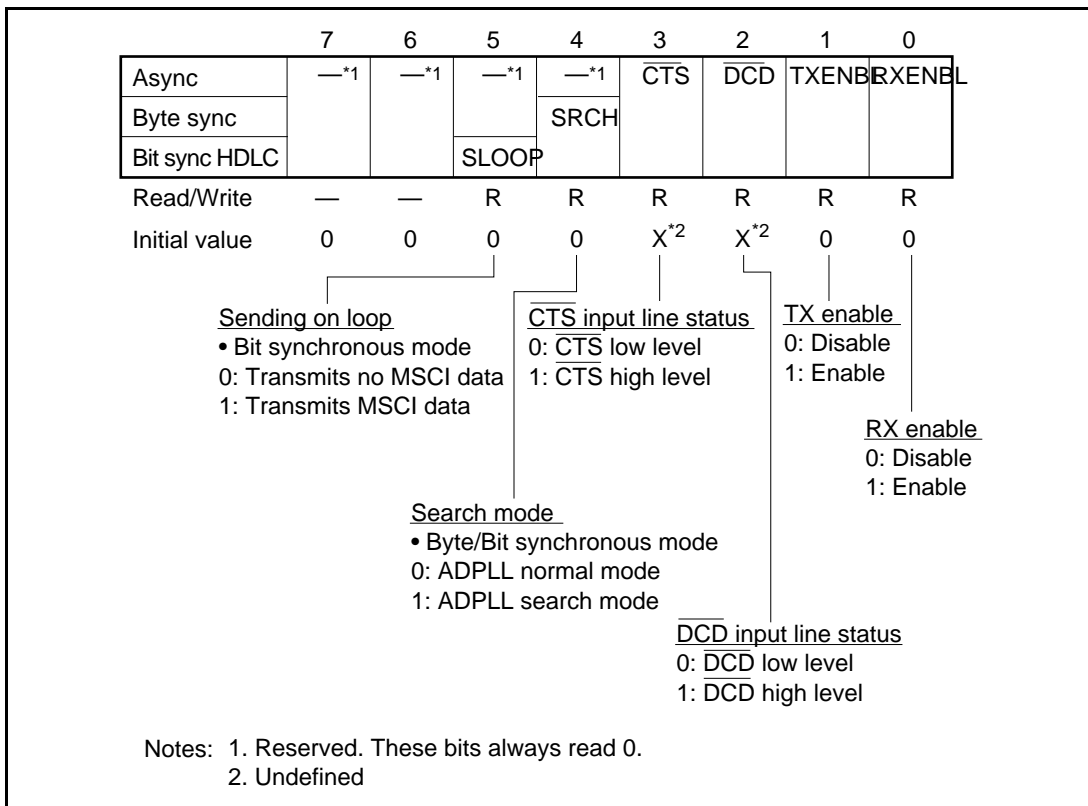 7 6 5 4 3 2 1 0
Async —*1 —*1 —*1 —*1 CTS DCD TXENBL RXENBL
Byte sync SRCH
Bit sync HDLC SLOOP
Read/Write — — R R R R R R
Initial value 0 0 0 0 X*2 X*2 0 0
Sending on loop
• Bit synchronous mode
0: Transmits no MSCI data
1: Transmits MSCI data
CTS input line status
0: CTS low level
1: CTS high level
TX enable
0: Disable
1: Enable
RX enable
0: Disable
1: Enable
Search mode
• Byte/Bit synchronous mode
0: ADPLL normal mode
1: ADPLL search mode
DCD input line status
0: DCD low level
1: DCD high level
Notes: 1. Reserved. These bits always read 0.
2. Undefined